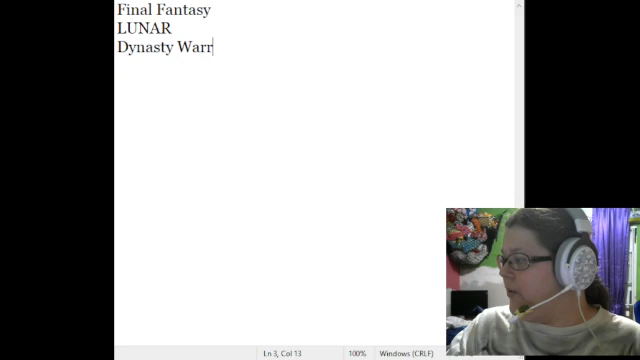 Final Fantasy
LUNAR
Dynasty Warr
Ln 3, Col 13 100% Windows (CRLF)